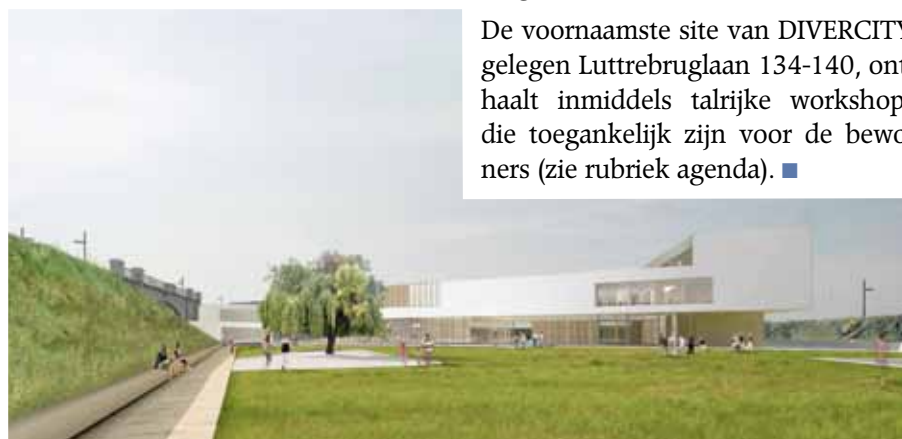 De voornaamste site van DIVERCITY
gelegen Luttrebruglaan 134-140, ont
haalt inmiddels talrijke workshop
die toegankelijk zijn voor de bewo
ners (zie rubriek agenda). ■